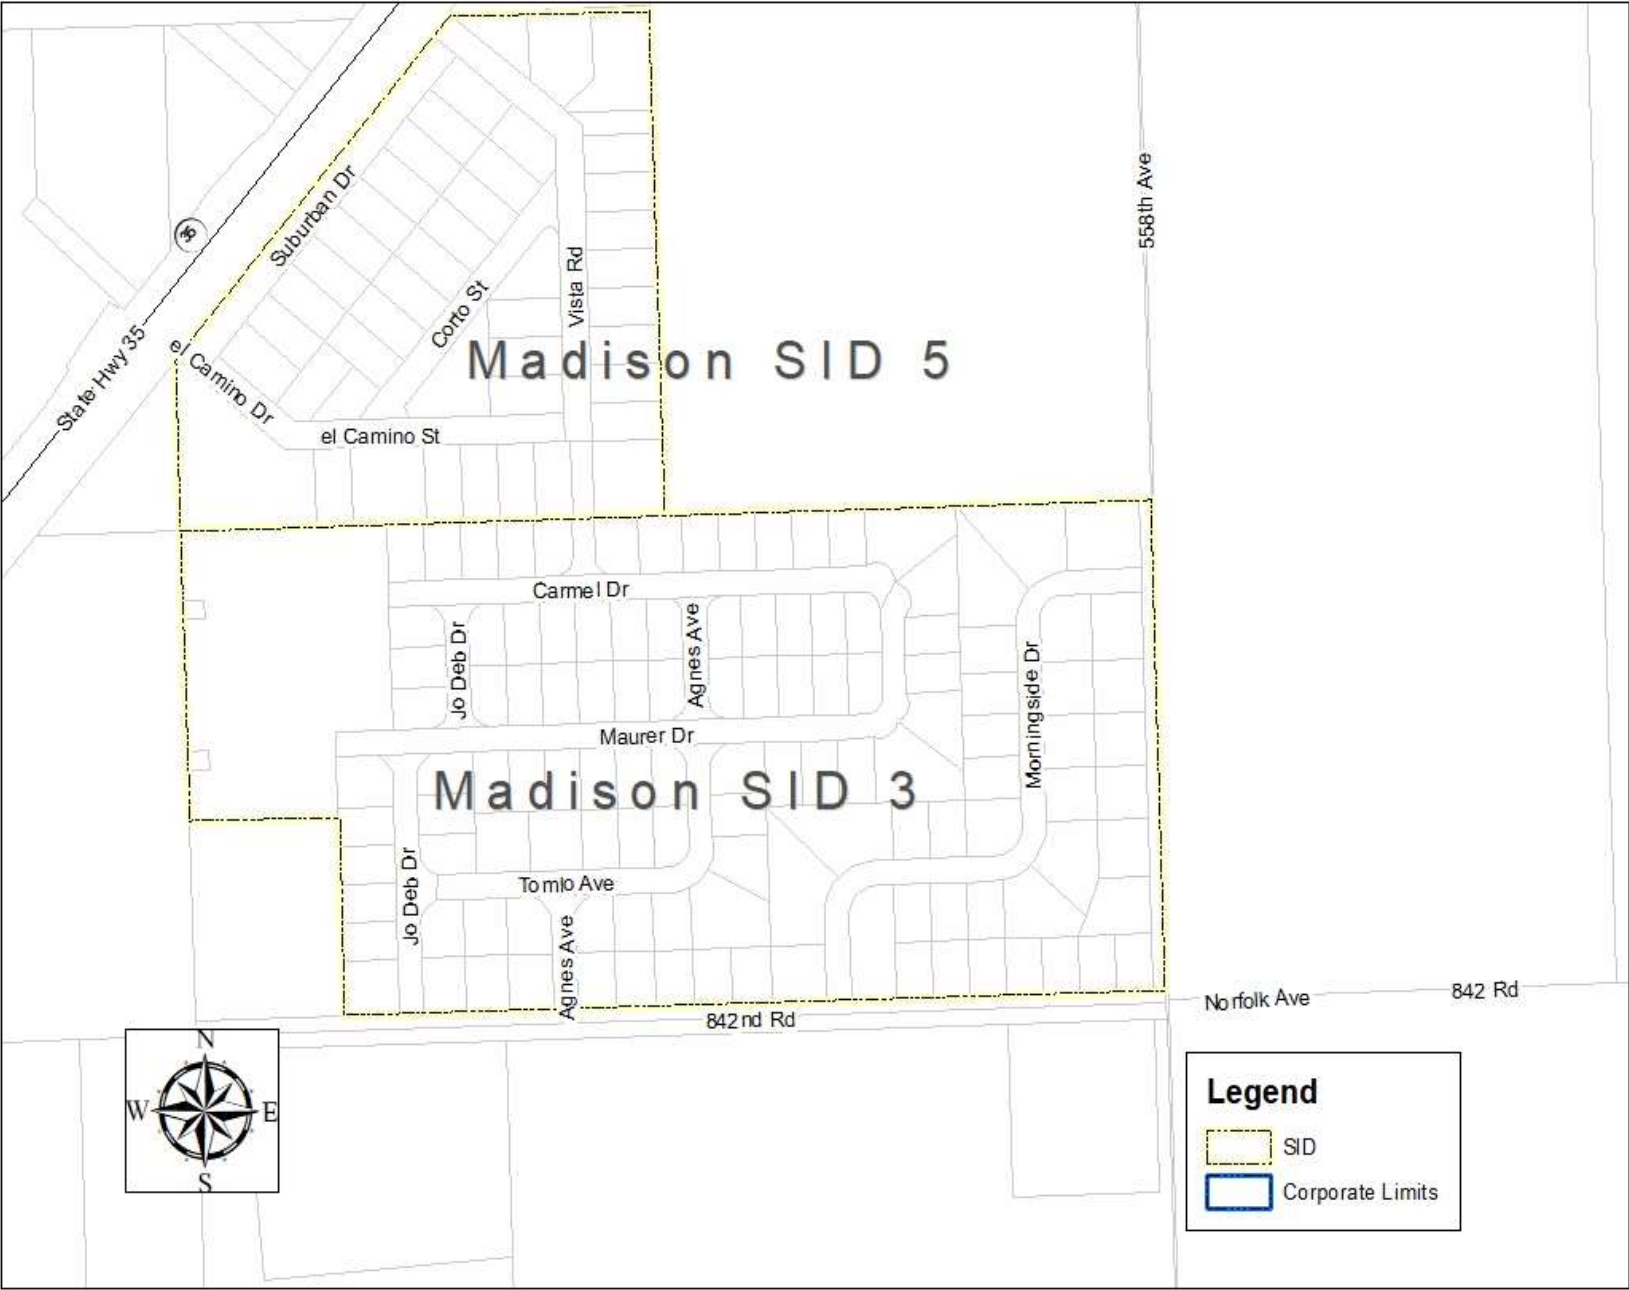 558th Ave
Suburban Dr
35
Vista Rd
Corto St
State Hwy 35
el Camino Dr
Madison SID 5
el Camino St
Carmel Dr
Agnes Ave
Jo Deb Dr
Morningside Dr
Maurer Dr
Madison SID 3
Jo Deb Dr
Tomlo Ave
Agnes Ave
842nd Rd
Norfolk Ave
842 Rd
N
W E
S
Legend
SID
Corporate Limits